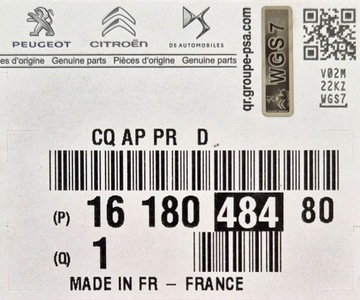 PEUGEOT CITROËN DS AUTOMOBILES
Pièces d'origine Genuine parts Pièces d'origine Genuine parts
qr.groupe-psa.com
WGS7
V02M
22KZ
WGS7
CQ AP PR D
(P) 16 180 484 80
(Q) 1
MADE IN FR - FRANCE